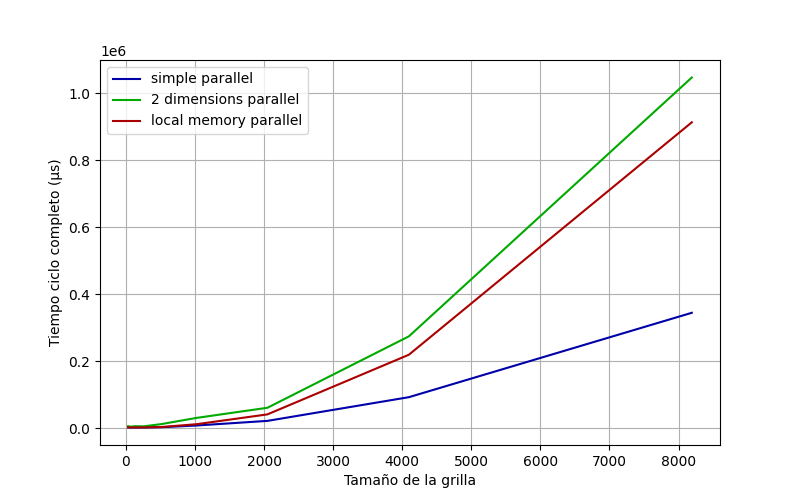 1e6
simple parallel
2 dimensions parallel
local memory parallel
1.0
0.8
0.6
0.4
0.2
0.0
Tiempo ciclo completo (µs)
0 1000 2000 3000 4000 5000 6000 7000 8000
Tamaño de la grilla